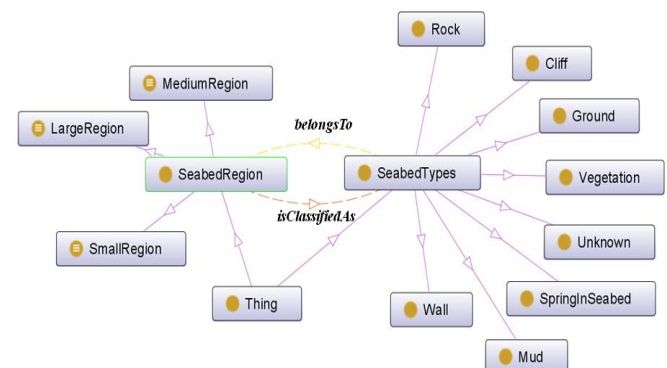 Rock
Cliff
MediumRegion
Ground
LargeRegion
belongsTo
SeabedRegion
SeabedTypes
Vegetation
isClassifiedAs
Unknown
SmallRegion
SpringInSeabed
Thing
Wall
Mud